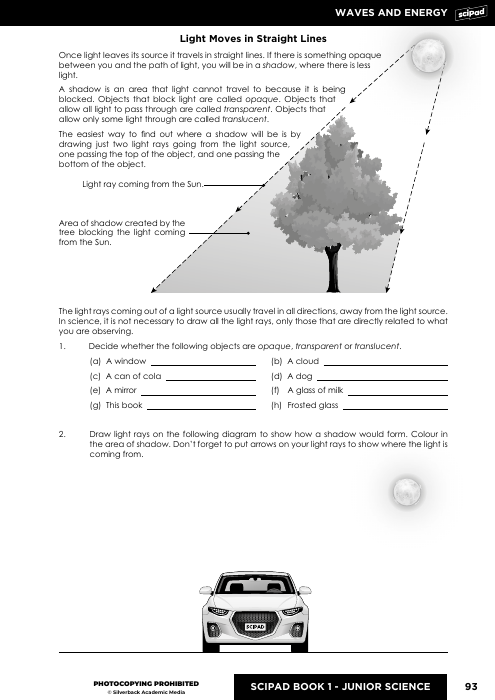 WAVES AND ENERGY
scipad
Light Moves in Straight Lines
Once light leaves its source it travels in straight lines. If there is something opaque
between you and the path of light, you will be in a shadow, where there is less
light.
A shadow is an area that light cannot travel to because it is being
blocked. Objects that block light are called opaque. Objects that
allow all light to pass through are called transparent. Objects that
allow only some light through are called translucent.
The easiest way to find out where a shadow will be is by
drawing just two light rays going from the light source,
one passing the top of the object, and one passing the
bottom of the object.
Light ray coming from the Sun.
Area of shadow created by the
tree blocking the light coming
from the Sun.
The light rays coming out of a light source usually travel in all directions, away from the light source.
In science, it is not necessary to draw all the light rays, only those that are directly related to what
you are observing.
1. Decide whether the following objects are opaque, transparent or translucent.
(a) A window
(b) A cloud
(c) A can of cola
(d) A dog
(e) A mirror
(f) A glass of milk
(g) This book
(h) Frosted glass
2. Draw light rays on the following diagram to show how a shadow would form. Colour in
the area of shadow. Don't forget to put arrows on your light rays to show where the light is
coming from.
SCIPAD
PHOTOCOPYING PROHIBITED
© Silverback Academic Media
SCIPAD BOOK 1 - JUNIOR SCIENCE
93